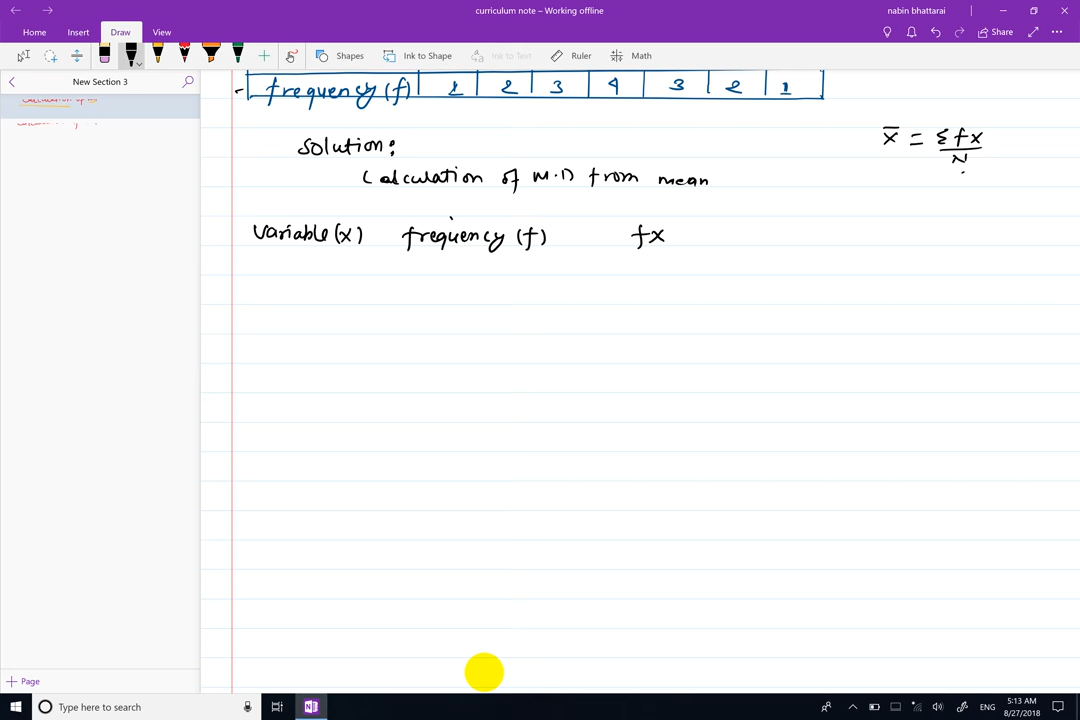 curriculum note – Working offline
nabin bhattarai
Home Insert Draw View
Share
Shapes Ink to Shape Ink to Text Ruler Math
New Section 3
frequency (f) 1 2 3 4 3 2 1
Calculation of
Solution:
x̄ = Σfx / N
Calculation of M.D from mean
Variable(x) frequency (f) fx
+ Page
Type here to search
ENG
5:13 AM
8/27/2018